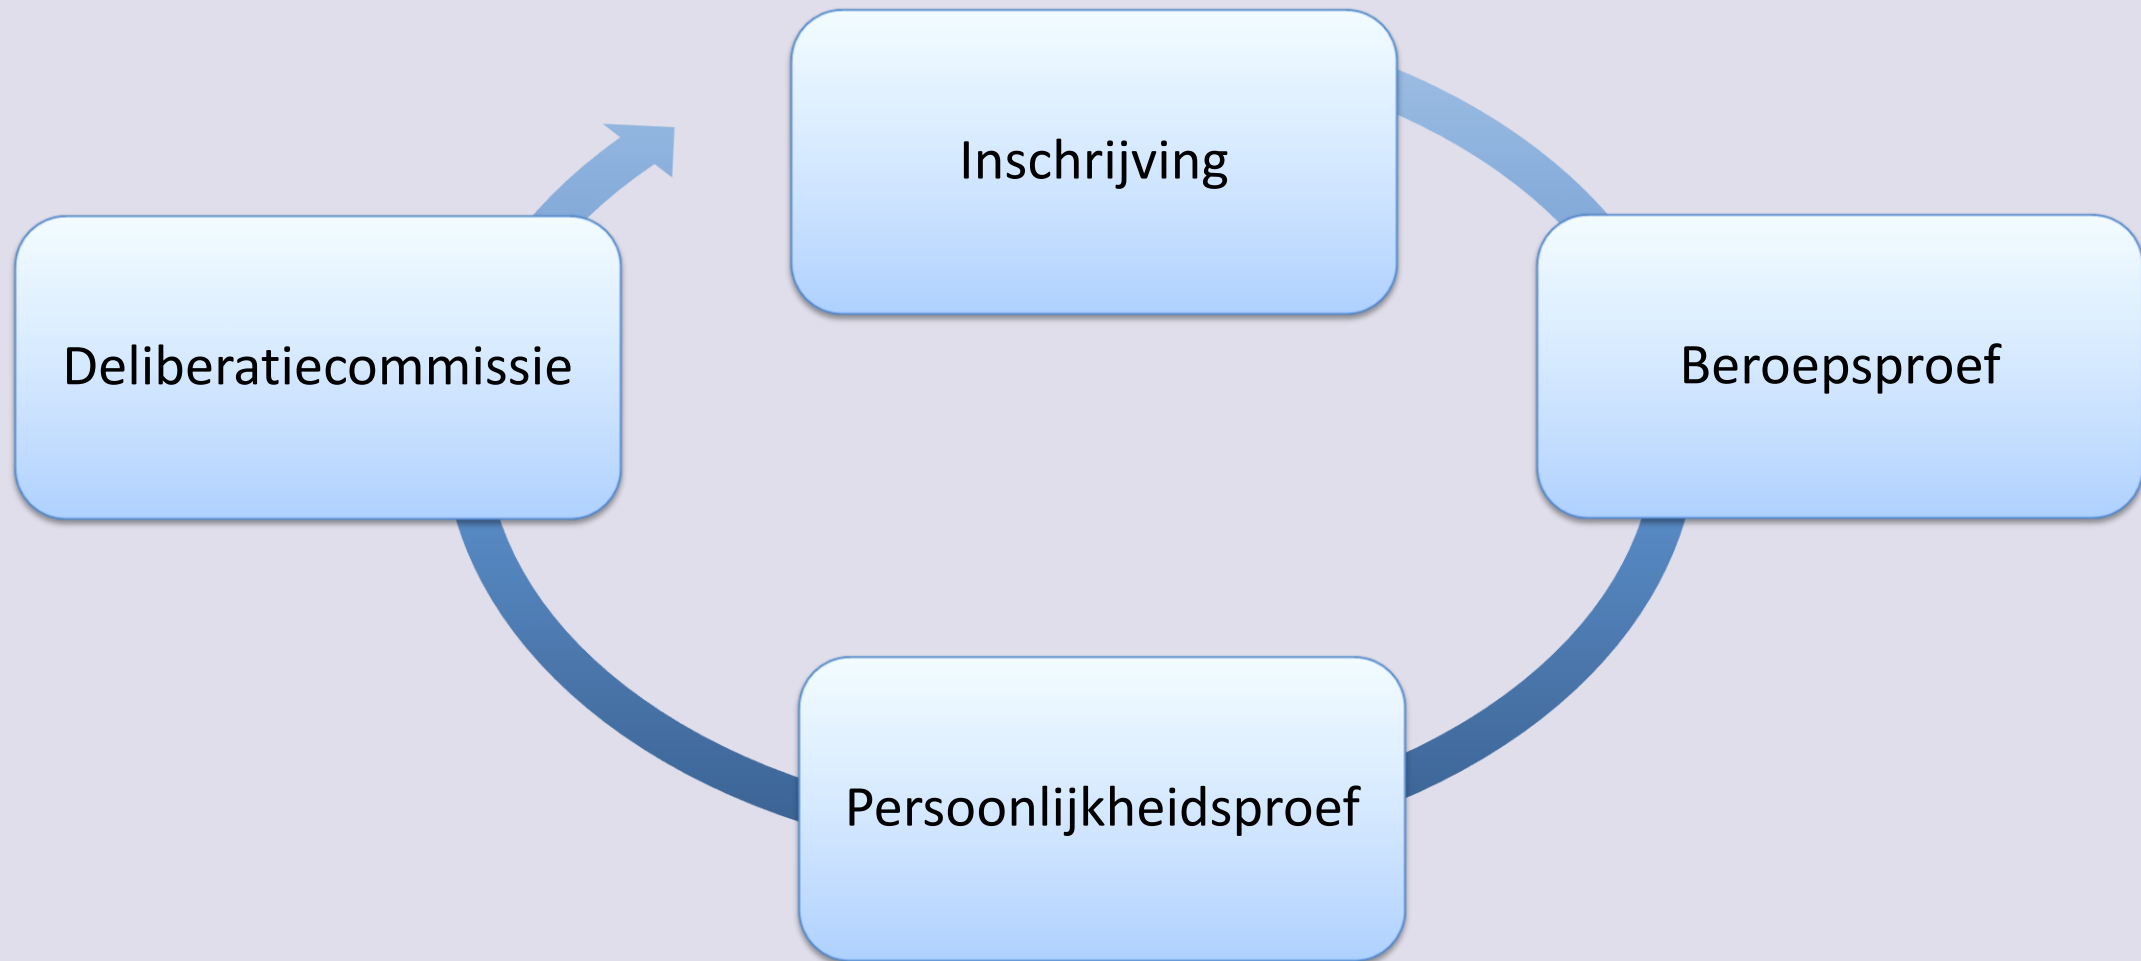 Inschrijving
Beroepsproef
Persoonlijkheidsproef
Deliberatiecommissie